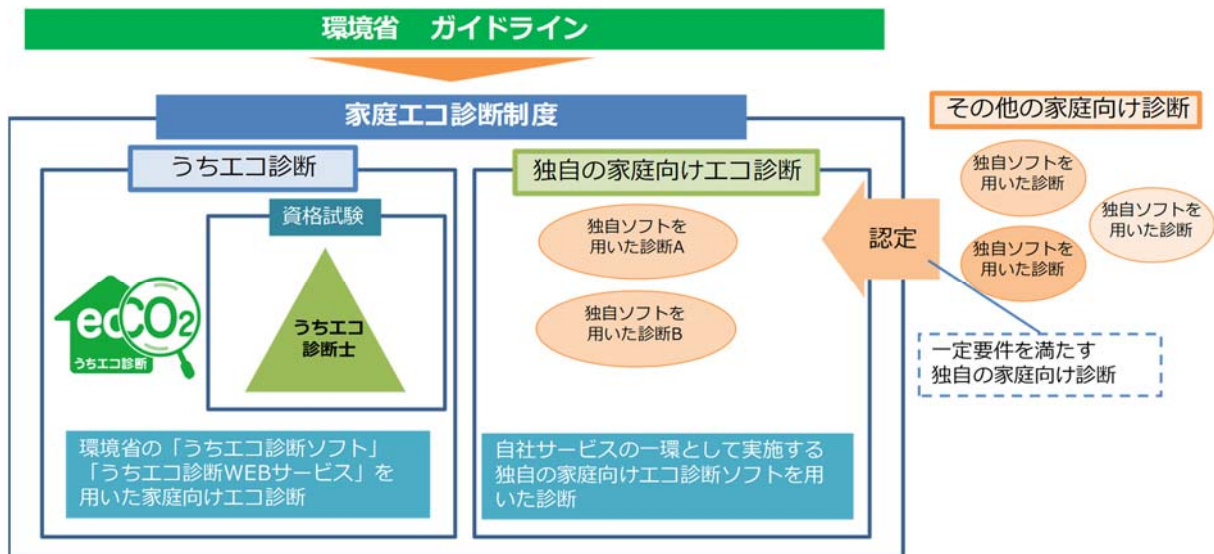 環境省　ガイドライン
家庭エコ診断制度
うちエコ診断
資格試験
うちエコ
診断士
ecoCO2
うちエコ診断
環境省の「うちエコ診断ソフト」
「うちエコ診断WEBサービス」を
用いた家庭向けエコ診断
独自の家庭向けエコ診断
独自ソフトを
用いた診断A
独自ソフトを
用いた診断B
自社サービスの一環として実施する
独自の家庭向けエコ診断ソフトを用
いた診断
認定
その他の家庭向け診断
独自ソフトを
用いた診断
独自ソフトを
用いた診断
独自ソフトを
用いた診断
一定要件を満たす
独自の家庭向け診断